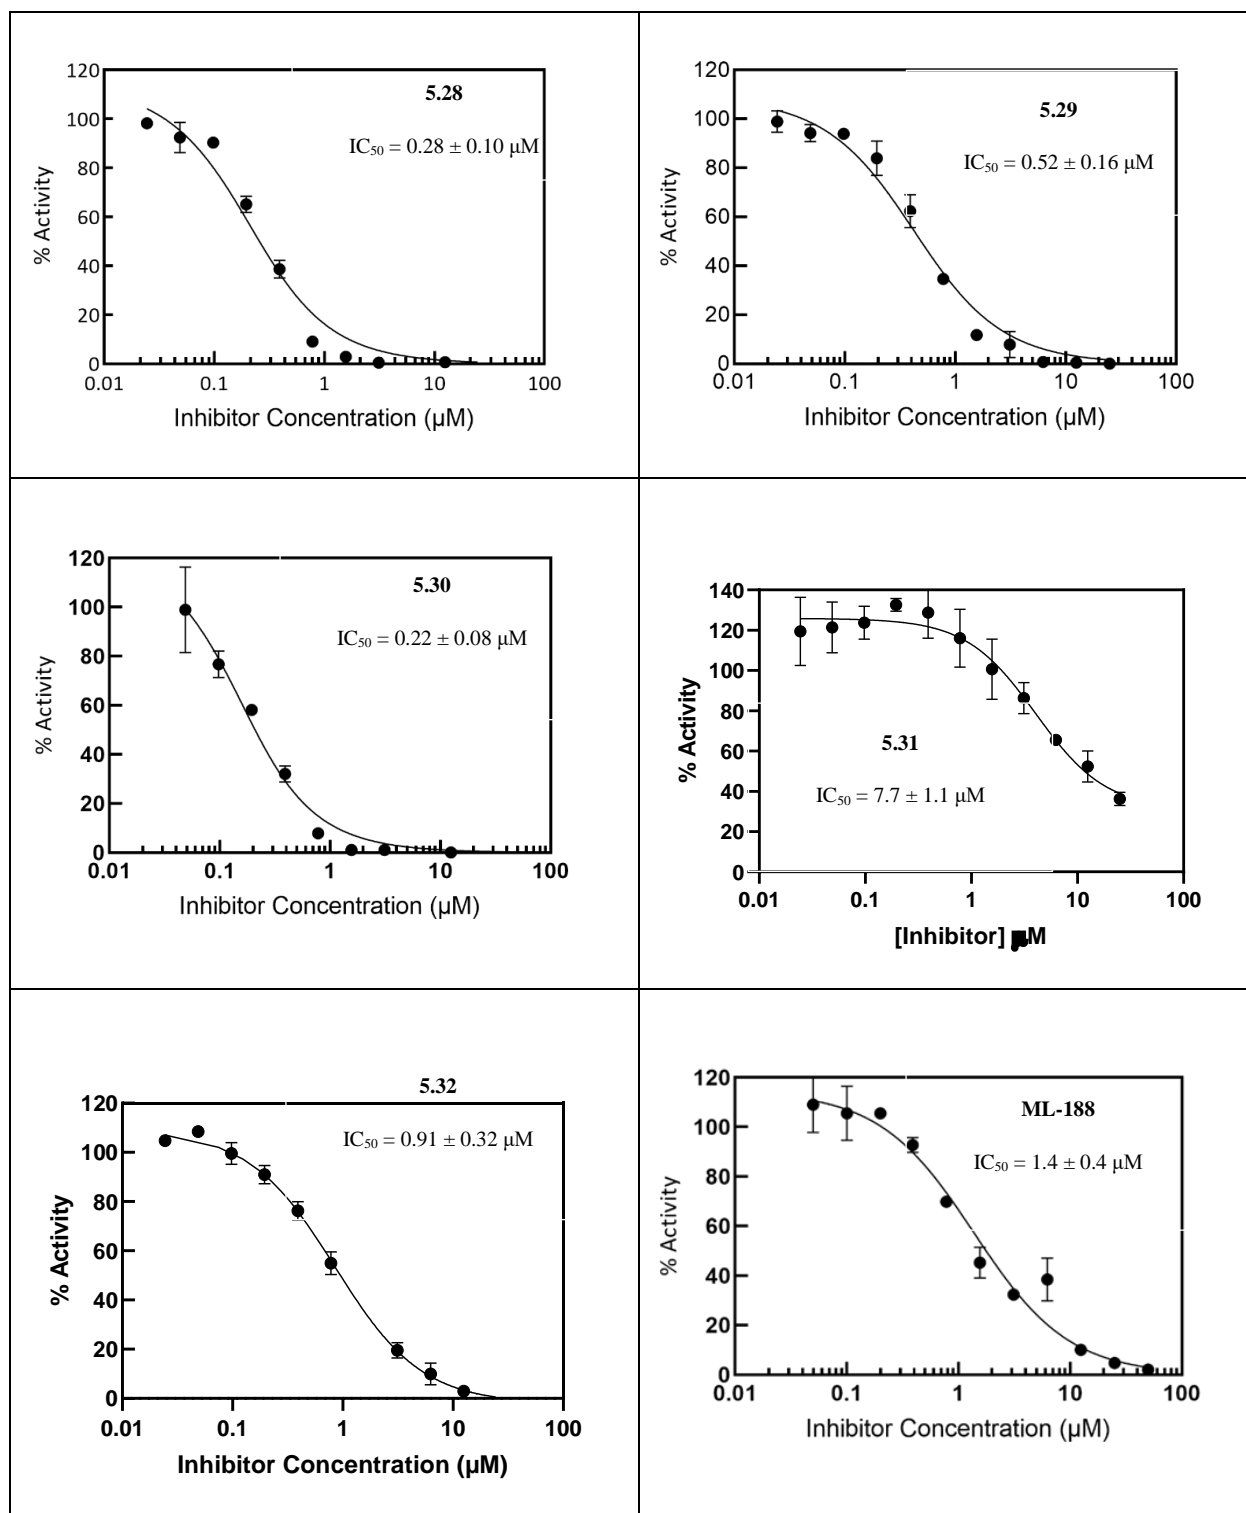 120
100
80
60
40
20
0
5.28
IC50 = 0.28 ± 0.10 µM
% Activity
0.01 0.1 1 10 100
Inhibitor Concentration (µM)
120
100
80
60
40
20
0
5.29
IC50 = 0.52 ± 0.16 µM
% Activity
0.01 0.1 1 10 100
Inhibitor Concentration (µM)
120
100
80
60
40
20
0
5.30
IC50 = 0.22 ± 0.08 µM
% Activity
0.01 0.1 1 10 100
Inhibitor Concentration (µM)
140
120
100
80
60
40
20
0
5.31
IC50 = 7.7 ± 1.1 µM
% Activity
0.01 0.1 1 10 100
[Inhibitor] M
5.32
120
100
80
60
40
20
0
IC50 = 0.91 ± 0.32 µM
% Activity
0.01 0.1 1 10 100
Inhibitor Concentration (µM)
120
100
80
60
40
20
0
ML-188
IC50 = 1.4 ± 0.4 µM
% Activity
0.01 0.1 1 10 100
Inhibitor Concentration (µM)